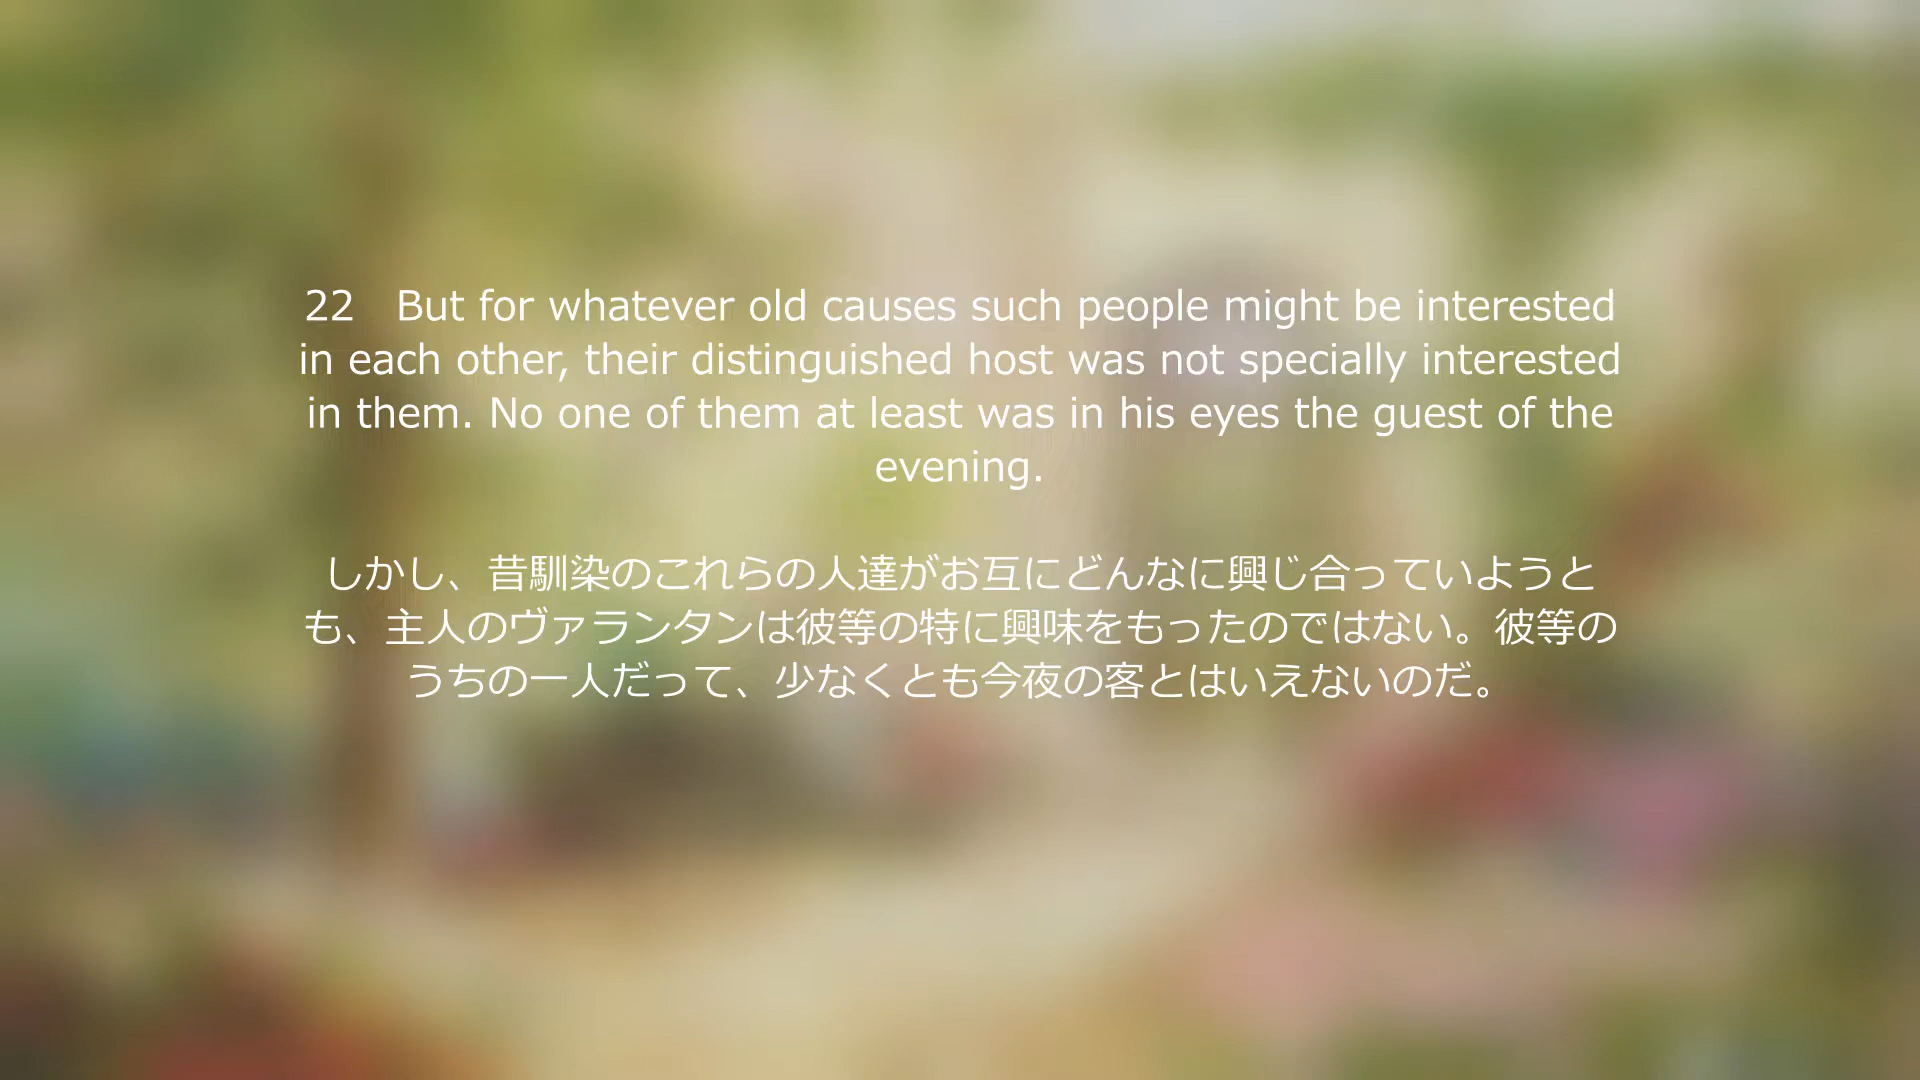 22　But for whatever old causes such people might be interested
in each other, their distinguished host was not specially interested
in them. No one of them at least was in his eyes the guest of the
evening.
しかし、昔馴染のこれらの人達がお互にどんなに興じ合っていようと
も、主人のヴァランタンは彼等の特に興味をもったのではない。彼等の
うちの一人だって、少なくとも今夜の客とはいえないのだ。